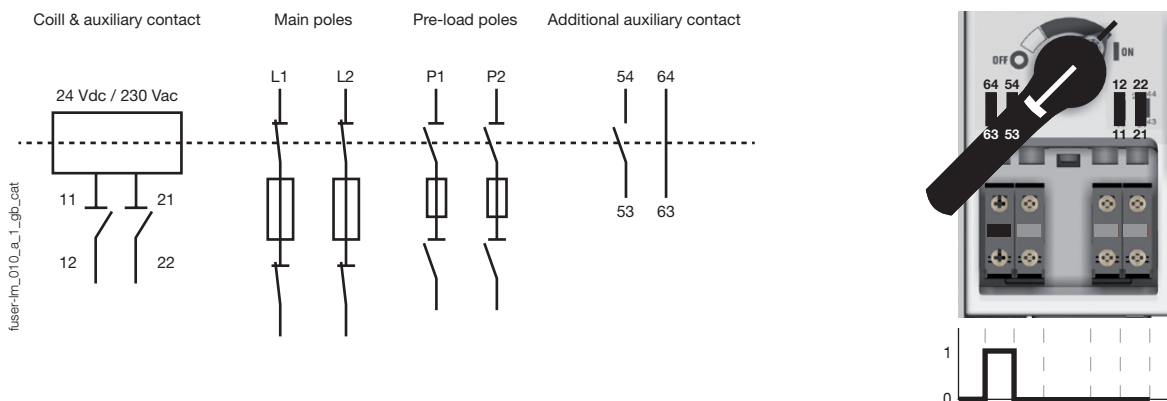 Coill & auxiliary contact
Main poles
Pre-load poles
Additional auxiliary contact
L1 L2 P1 P2 54 64
24 Vdc / 230 Vac
11 21
12 22
53 63
fuser-lm_010_a_1_gb_cat
OFF ON
64 54 12 22
44
43
63 53 11 21
1
0